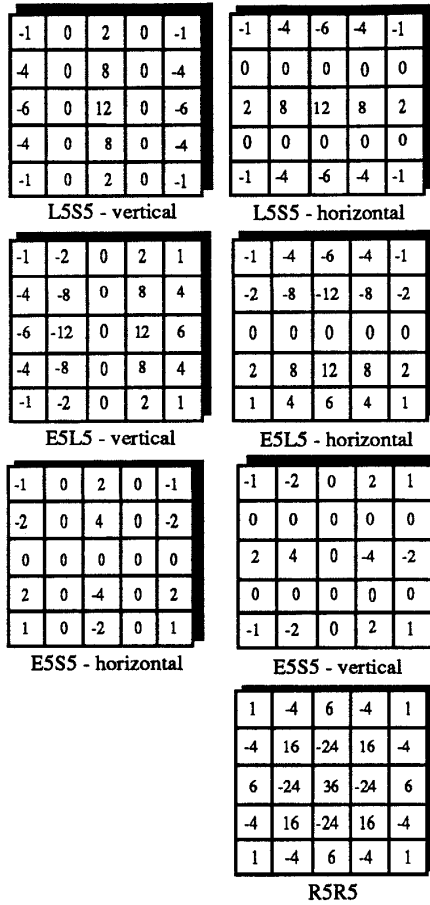 -1 0 2 0 -1
-4 0 8 0 -4
-6 0 12 0 -6
-4 0 8 0 -4
-1 0 2 0 -1
L5S5 - vertical
-1 -4 -6 -4 -1
0 0 0 0 0
2 8 12 8 2
0 0 0 0 0
-1 -4 -6 -4 -1
L5S5 - horizontal
-1 -2 0 2 1
-4 -8 0 8 4
-6 -12 0 12 6
-4 -8 0 8 4
-1 -2 0 2 1
E5L5 - vertical
-1 -4 -6 -4 -1
-2 -8 -12 -8 -2
0 0 0 0 0
2 8 12 8 2
1 4 6 4 1
E5L5 - horizontal
-1 0 2 0 -1
-2 0 4 0 -2
0 0 0 0 0
2 0 -4 0 2
1 0 -2 0 1
E5S5 - horizontal
-1 -2 0 2 1
0 0 0 0 0
2 4 0 -4 -2
0 0 0 0 0
-1 -2 0 2 1
E5S5 - vertical
1 -4 6 -4 1
-4 16 -24 16 -4
6 -24 36 -24 6
-4 16 -24 16 -4
1 -4 6 -4 1
R5R5